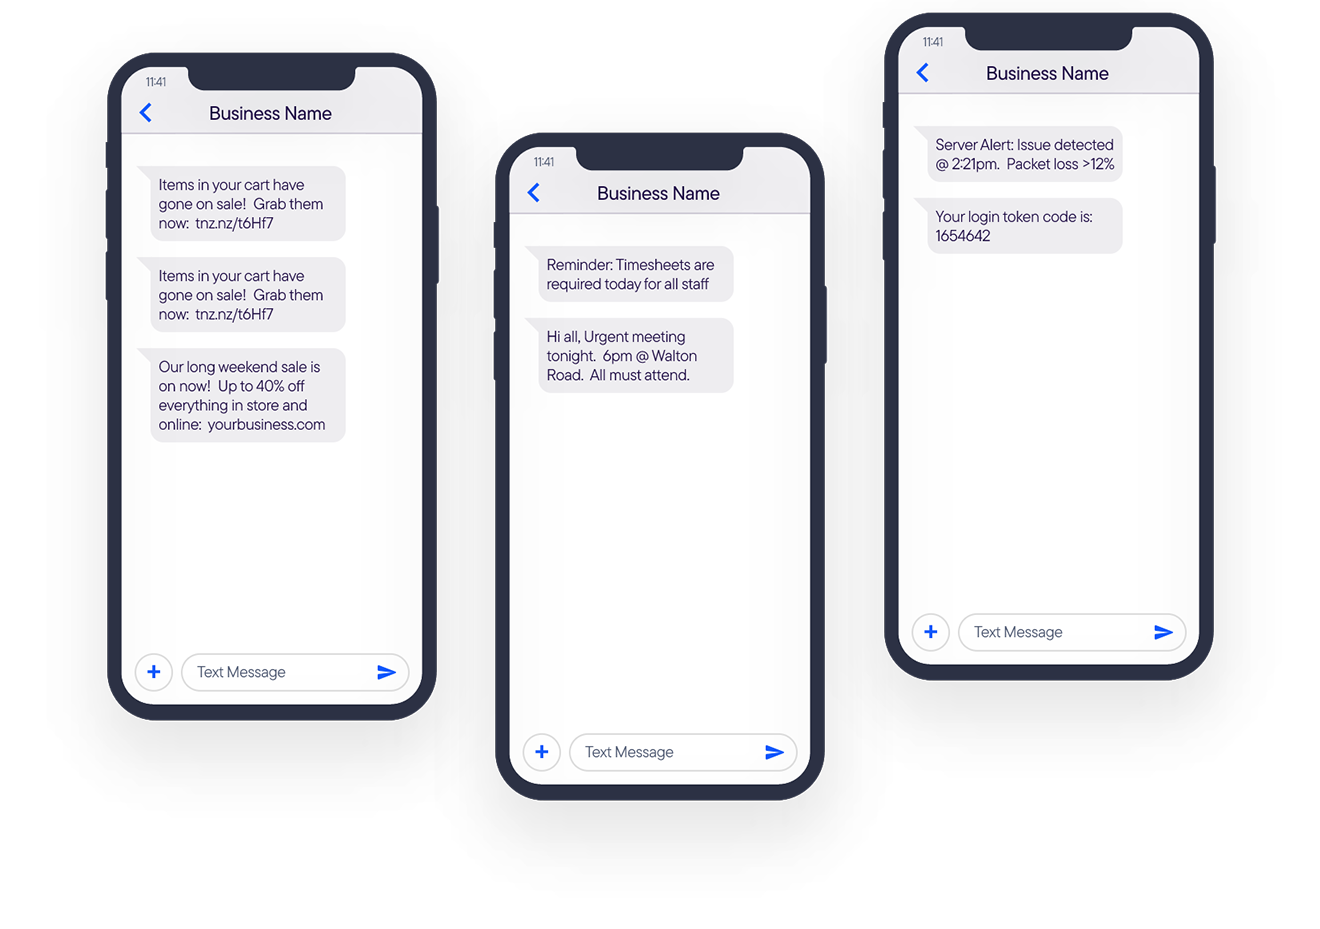 11:41
Business Name
Items in your cart have
gone on sale!  Grab them
now:  tnz.nz/t6Hf7
Items in your cart have
gone on sale!  Grab them
now:  tnz.nz/t6Hf7
Our long weekend sale is
on now!  Up to 40% off
everything in store and
online:  yourbusiness.com
Text Message
11:41
Business Name
Reminder: Timesheets are
required today for all staff
Hi all, Urgent meeting
tonight.  6pm @ Walton
Road.  All must attend.
Text Message
11:41
Business Name
Server Alert: Issue detected
@ 2:21pm.  Packet loss >12%
Your login token code is:
1654642
Text Message